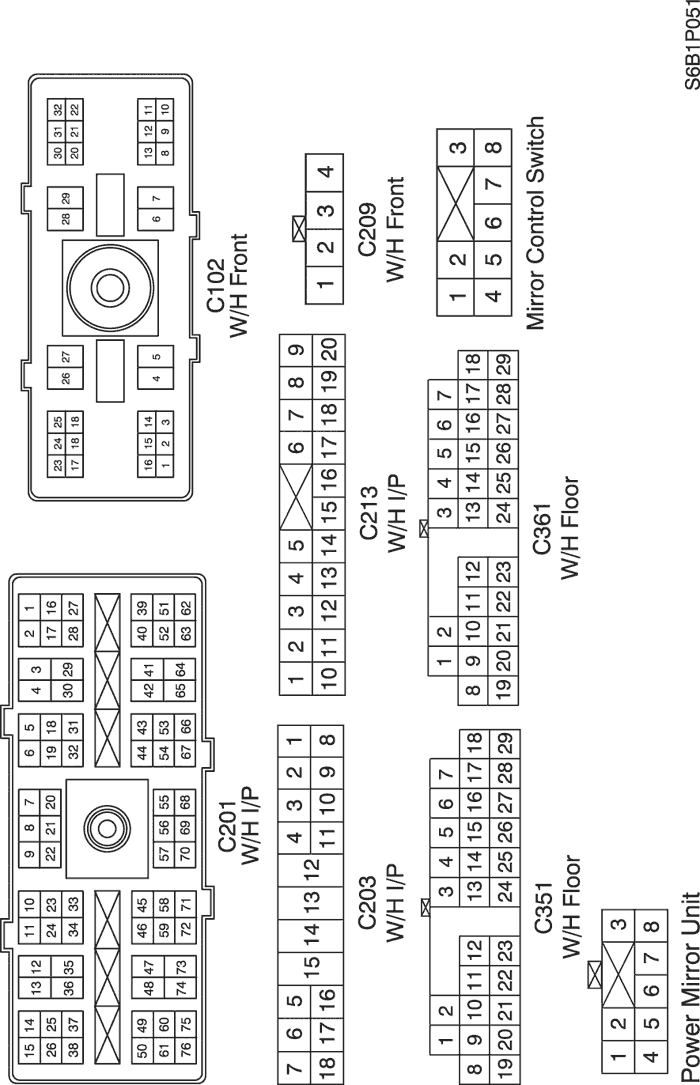 15 14 13 12 11 10 9 8 7 6 5 4 3 2 1
26 25 24 23 22 21 20 19 18 17 16
38 37 36 35 34 33 32 31 30 29 28 27
50 49 48 47 46 45 57 56 55 44 43 42 41 40 39
61 60 59 58 70 69 68 54 53 52 51
76 75 74 73 72 71 67 66 65 64 63 62
C201
W/H I/P
23 24 25 26 27 28 29 30 31 32
17 18 18 20 21 22
16 15 14 4 5 6 7 13 12 11
1 2 3 8 9 10
C102
W/H Front
7 6 5 15 14 13 12 4 3 2 1
18 17 16 11 10 9 8
C203
W/H I/P
1 2 3 4 5 6 7 8 9
10 11 12 13 14 15 16 17 18 19 20
C213
W/H I/P
1 2 3 4
C209
W/H Front
1 2 3 4 5 6 7
8 9 10 11 12 13 14 15 16 17 18
19 20 21 22 23 24 25 26 27 28 29
C351
W/H Floor
1 2 3 4 5 6 7
8 9 10 11 12 13 14 15 16 17 18
19 20 21 22 23 24 25 26 27 28 29
C361
W/H Floor
1 2 3
4 5 6 7 8
Mirror Control Switch
1 2 3
4 5 6 7 8
Power Mirror Unit
S6B1P051